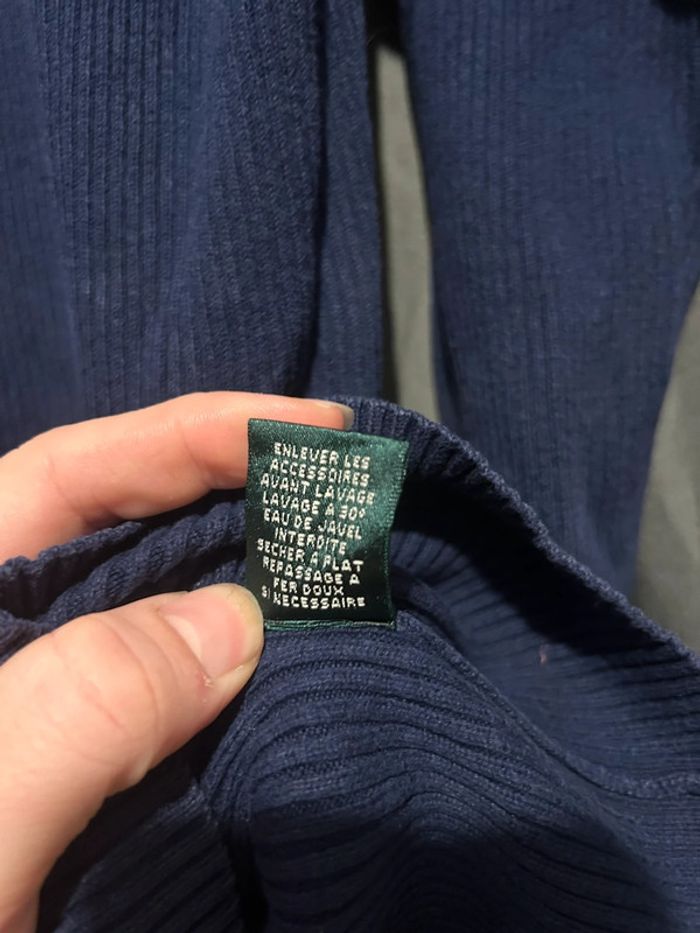 ENLEVER LES
ACCESSOIRES
AVANT LAVAGE
LAVAGE A 30°
EAU DE JAVEL
INTERDITE
SECHER A PLAT
REPASSAGE A
FER DOUX
SI NECESSAIRE